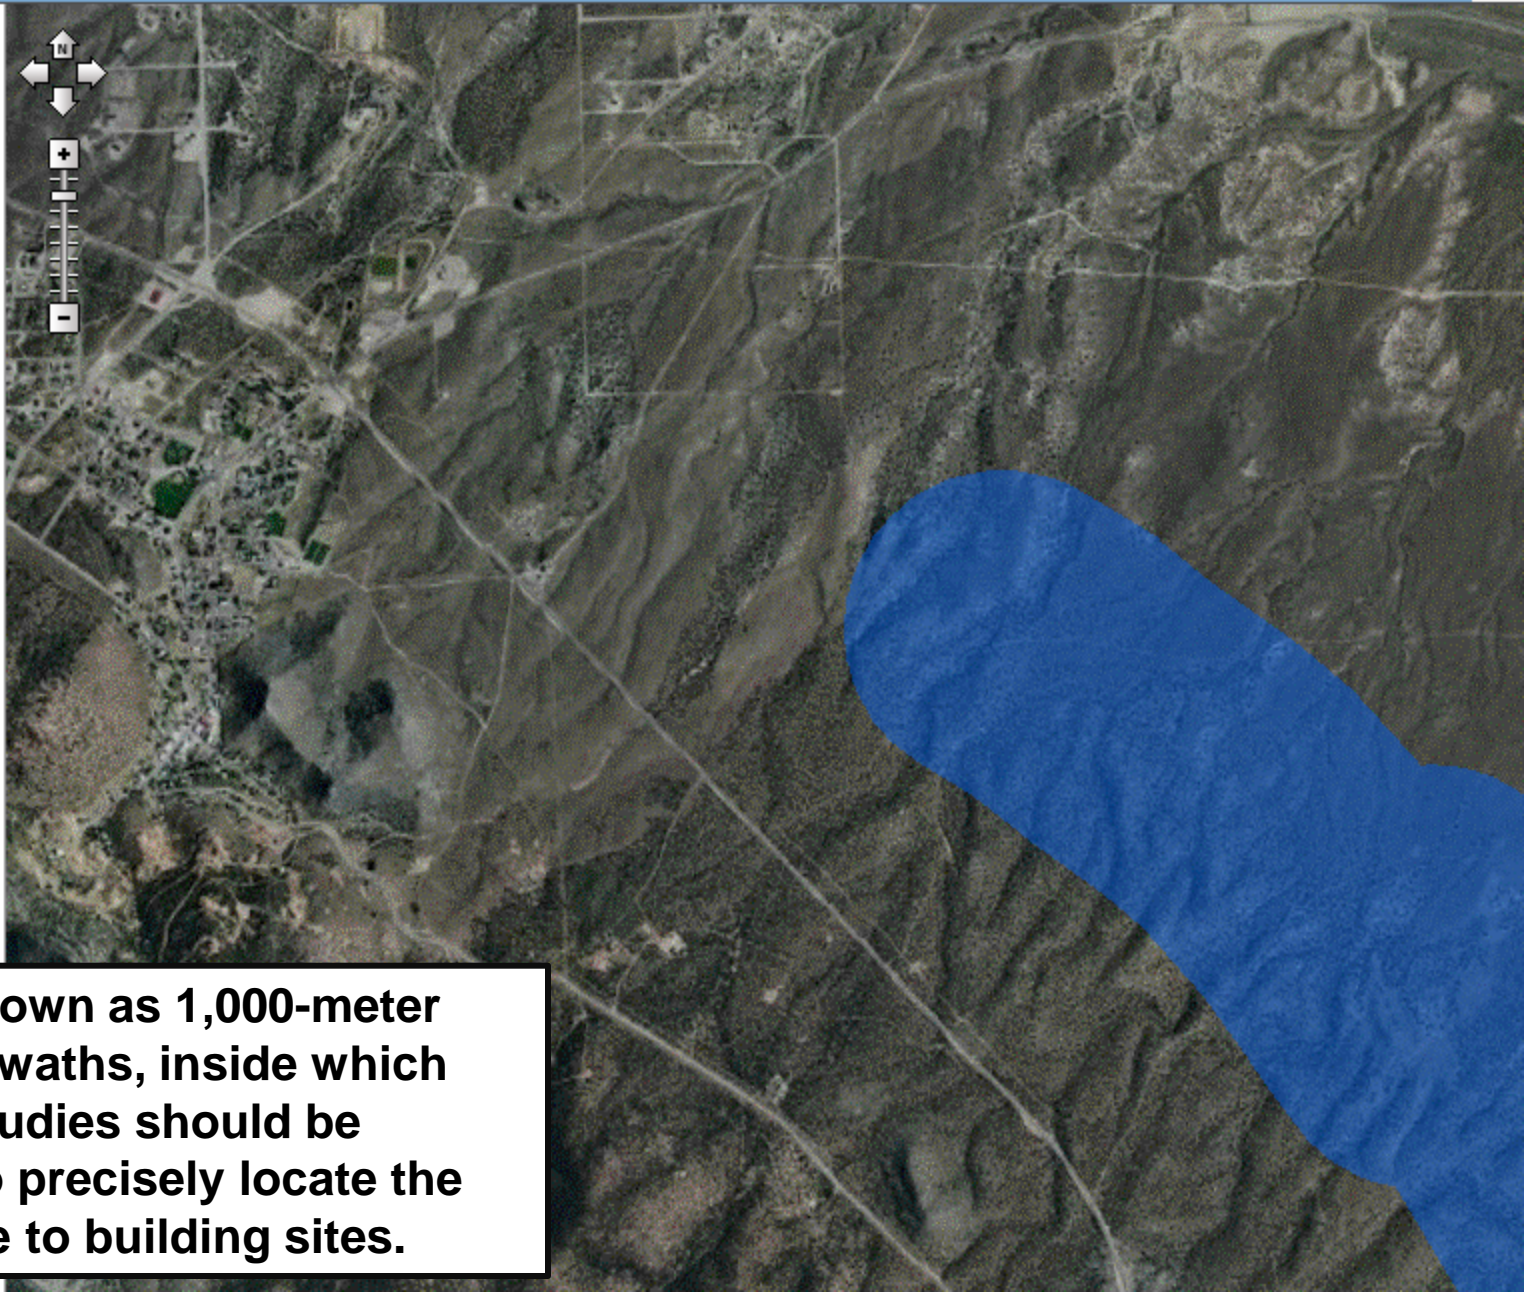 N
+
-
own as 1,000-meter
waths, inside which
udies should be
precisely locate the
e to building sites.